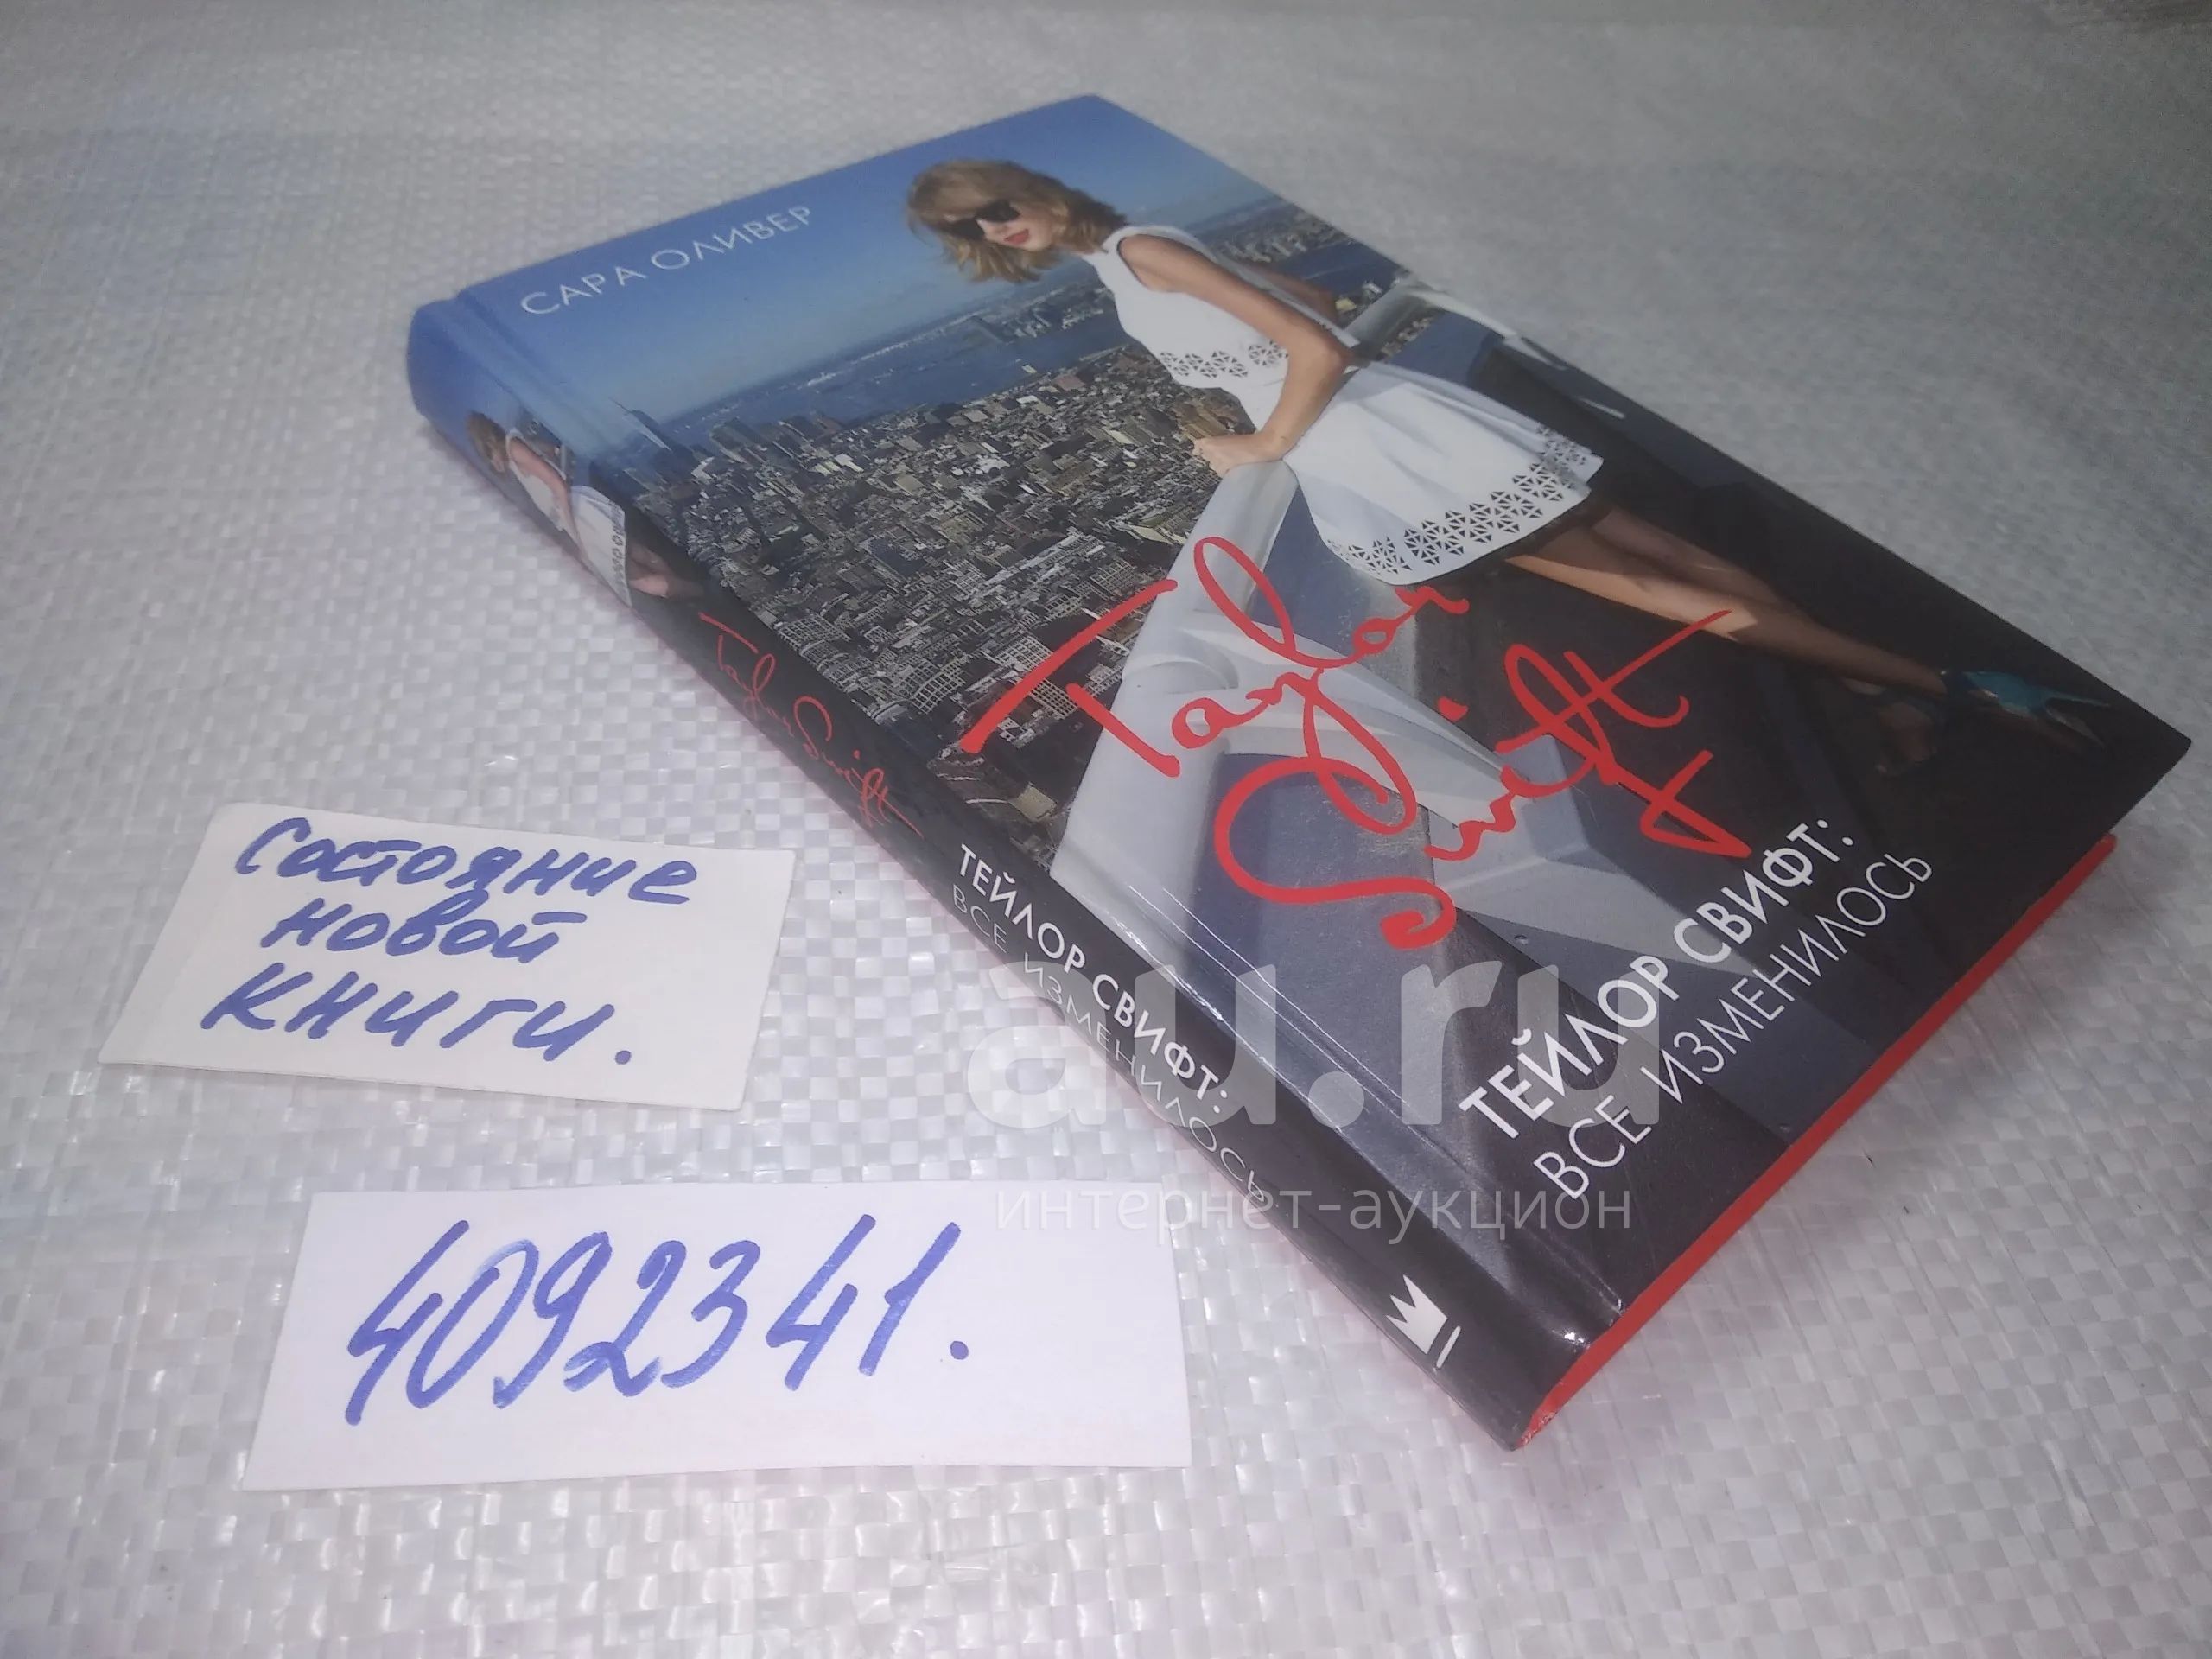 САРА ОЛИВЕР
Taylor
Swift
ТЕЙЛОР СВИФТ:
ВСЕ ИЗМЕНИЛОСЬ
Taylor Swift
ТЕЙЛОР СВИФТ:
ВСЕ ИЗМЕНИЛОСЬ
Состояние
новой
книги.
4092341.
au.ru
интернет-аукцион